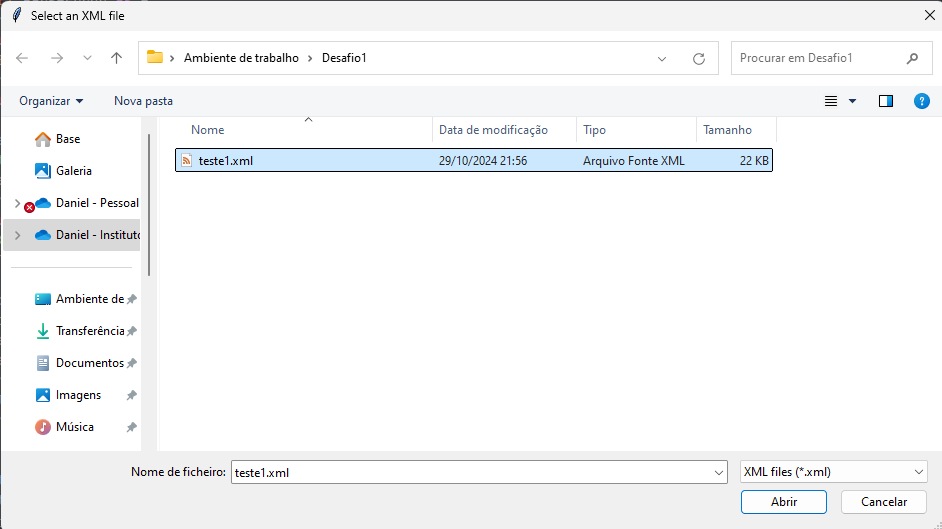 Select an XML file
Ambiente de trabalho
Desafio1
Procurar em Desafio1
Organizar
Nova pasta
Base
Galeria
Daniel - Pessoal
Daniel - Instituto
Ambiente de
Transferência
Documentos
Imagens
Música
Nome
Data de modificação
Tipo
Tamanho
teste1.xml
29/10/2024 21:56
Arquivo Fonte XML
22 KB
Nome de ficheiro:
teste1.xml
XML files (*.xml)
Abrir
Cancelar